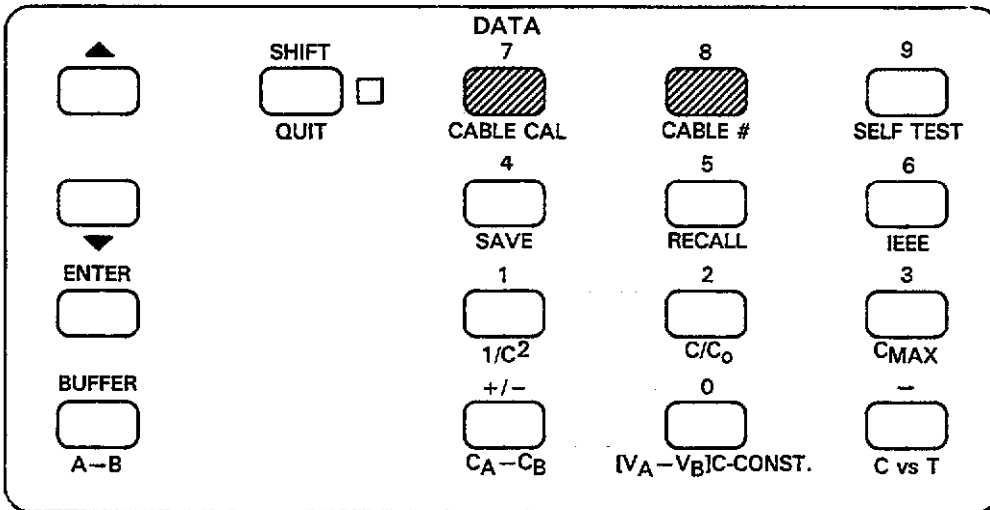 DATA
▲ SHIFT 7 8 9
QUIT CABLE CAL CABLE # SELF TEST
4 5 6
▼ SAVE RECALL IEEE
ENTER 1 2 3
1/C² C/C₀ CMAX
BUFFER +/− 0 −
A—B CA—CB [VA—VB]C-CONST. C vs T